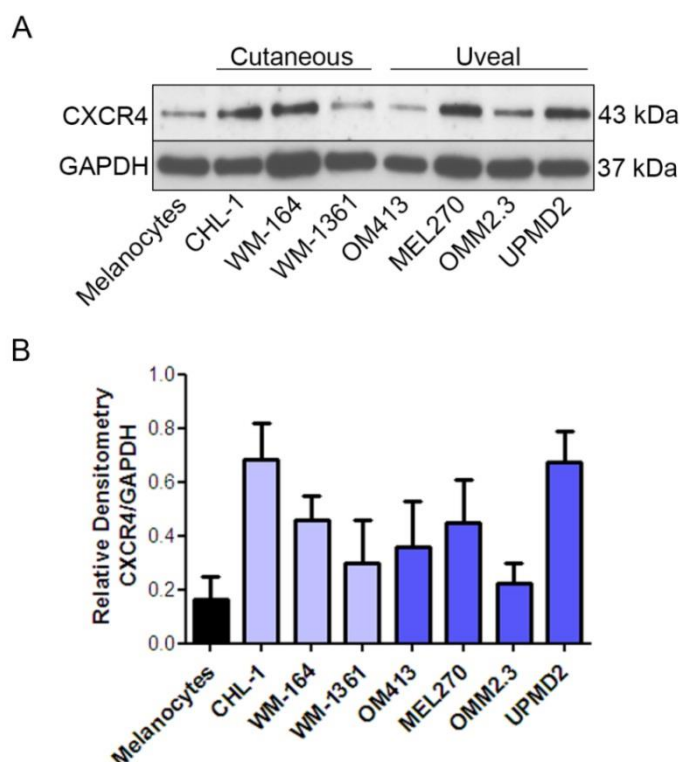 A
Cutaneous Uveal
CXCR4 43 kDa
GAPDH 37 kDa
Melanocytes CHL-1 WM-164 WM-1361 OM413 MEL270 OMM2.3 UPMD2
B
Relative Densitometry
CXCR4/GAPDH
1.0
0.8
0.6
0.4
0.2
0.0
Melanocytes CHL-1 WM-164 WM-1361 OM413 MEL270 OMM2.3 UPMD2